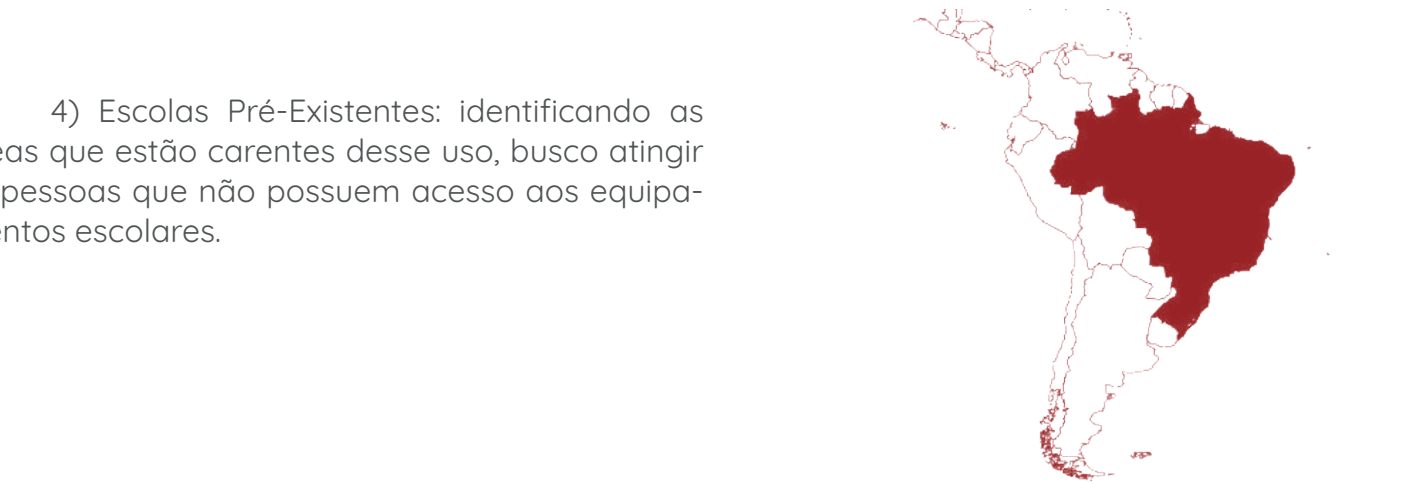 4) Escolas Pré-Existentes: identificando as
eas que estão carentes desse uso, busco atingir
pessoas que não possuem acesso aos equipa-
entos escolares.